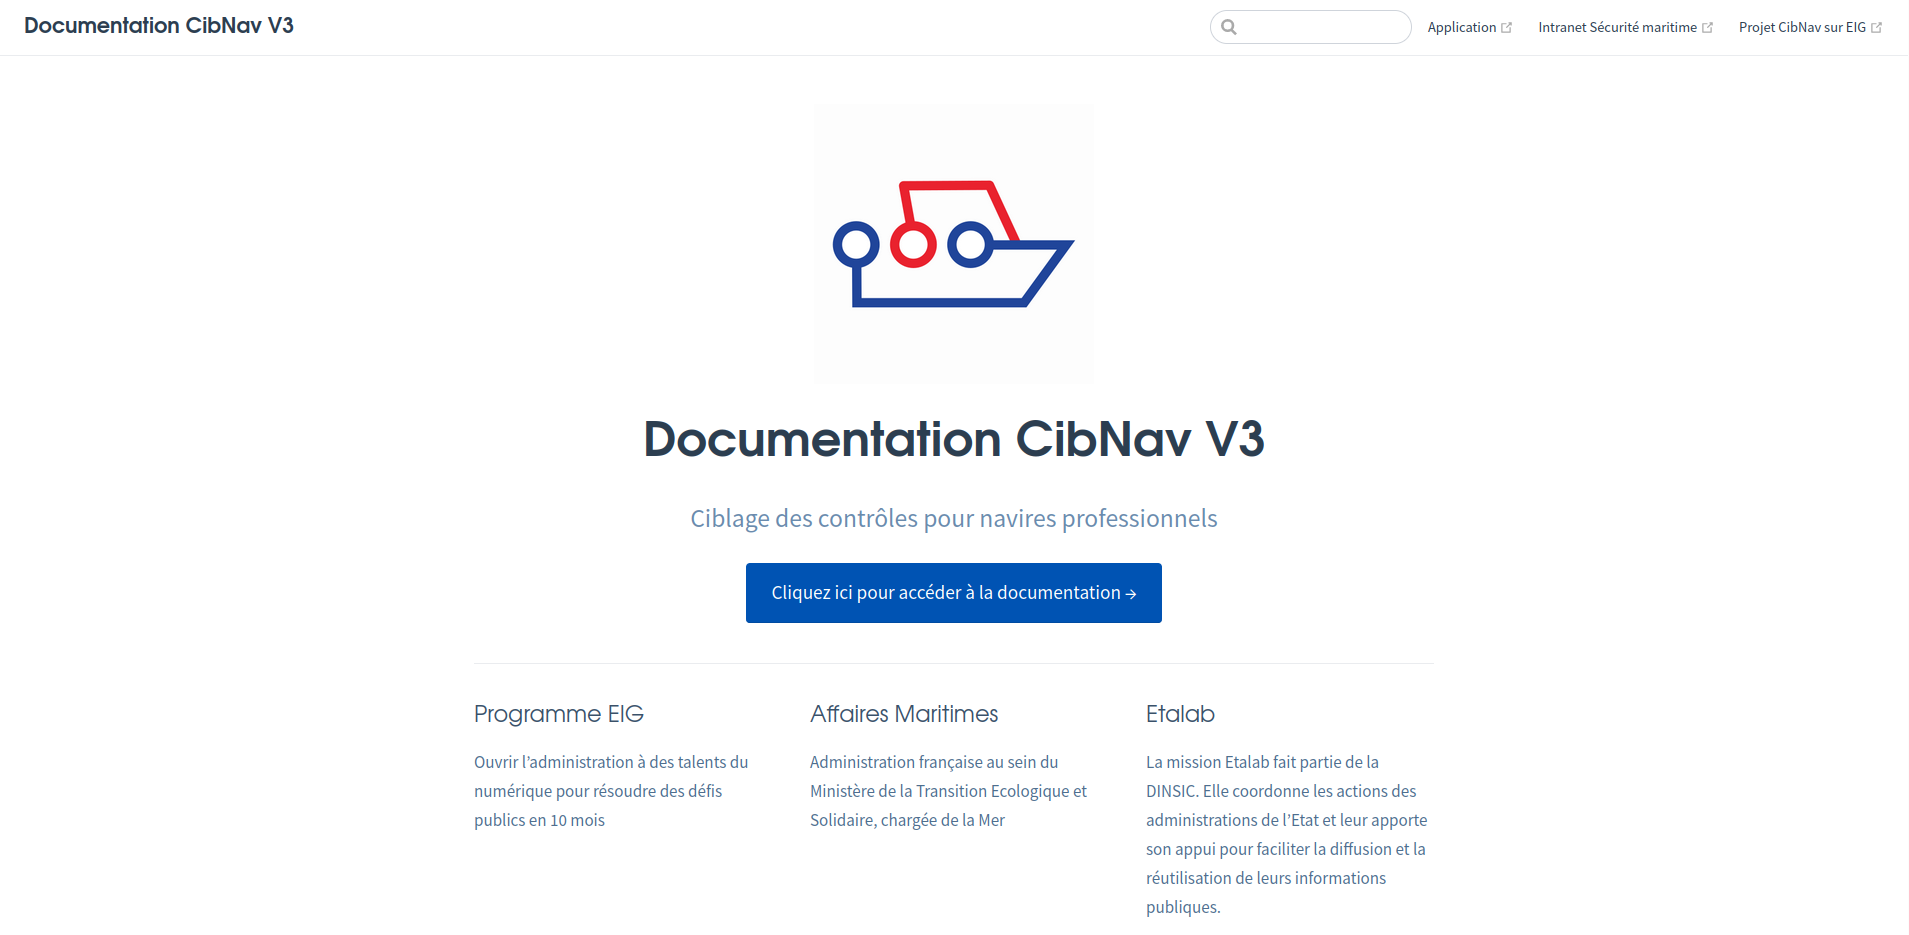 Documentation CibNav V3
Application
Intranet Sécurité maritime
Projet CibNav sur EIG
Documentation CibNav V3
Ciblage des contrôles pour navires professionnels
Cliquez ici pour accéder à la documentation →
Programme EIG
Ouvrir l’administration à des talents du
numérique pour résoudre des défis
publics en 10 mois
Affaires Maritimes
Administration française au sein du
Ministère de la Transition Ecologique et
Solidaire, chargée de la Mer
Etalab
La mission Etalab fait partie de la
DINSIC. Elle coordonne les actions des
administrations de l’Etat et leur apporte
son appui pour faciliter la diffusion et la
réutilisation de leurs informations
publiques.